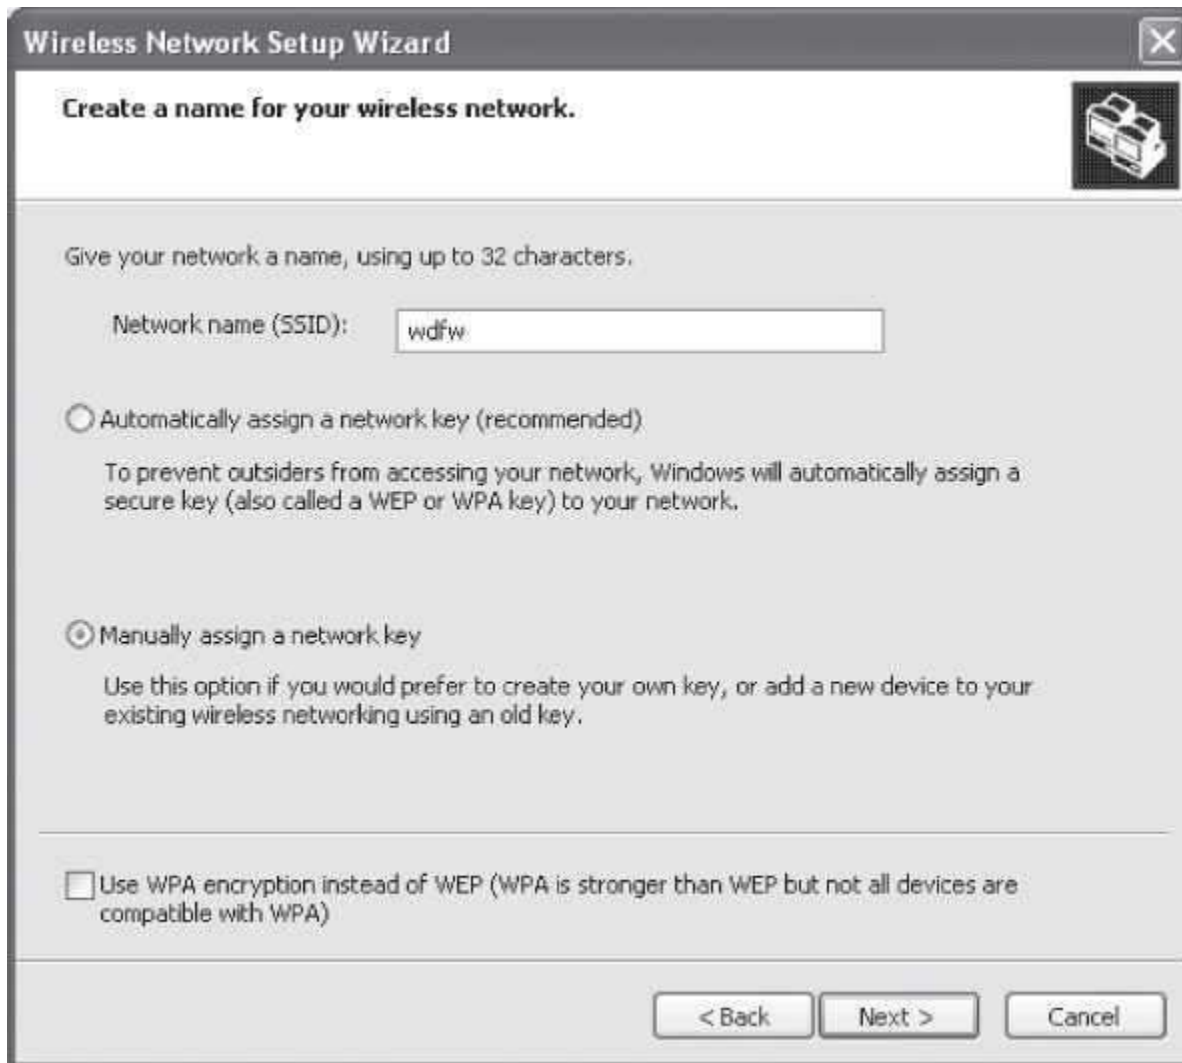 Wireless Network Setup Wizard
Create a name for your wireless network.
Give your network a name, using up to 32 characters.
Network name (SSID): wdfw
Automatically assign a network key (recommended)
To prevent outsiders from accessing your network, Windows will automatically assign a
secure key (also called a WEP or WPA key) to your network.
Manually assign a network key
Use this option if you would prefer to create your own key, or add a new device to your
existing wireless networking using an old key.
Use WPA encryption instead of WEP (WPA is stronger than WEP but not all devices are
compatible with WPA)
< Back Next > Cancel